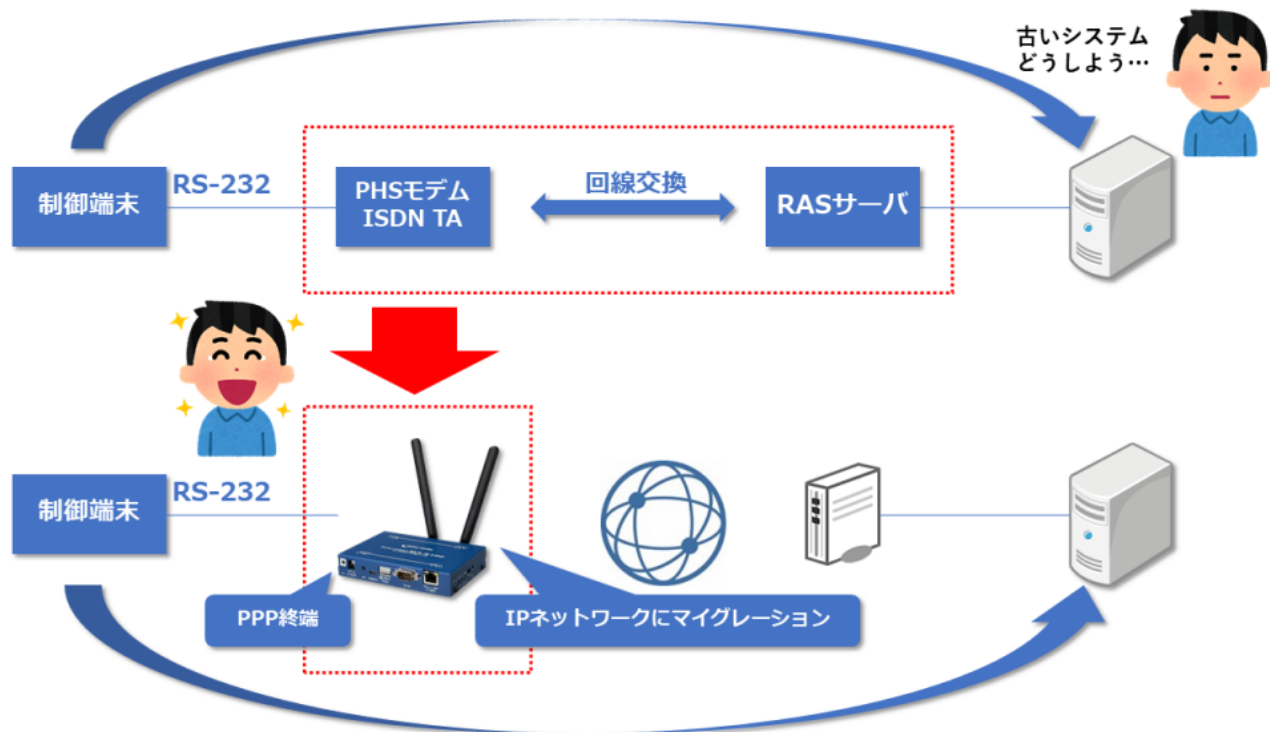 古いシステム
どうしよう…
制御端末
RS-232
PHSモデム
ISDN TA
回線交換
RASサーバ
制御端末
RS-232
PPP終端
IPネットワークにマイグレーション